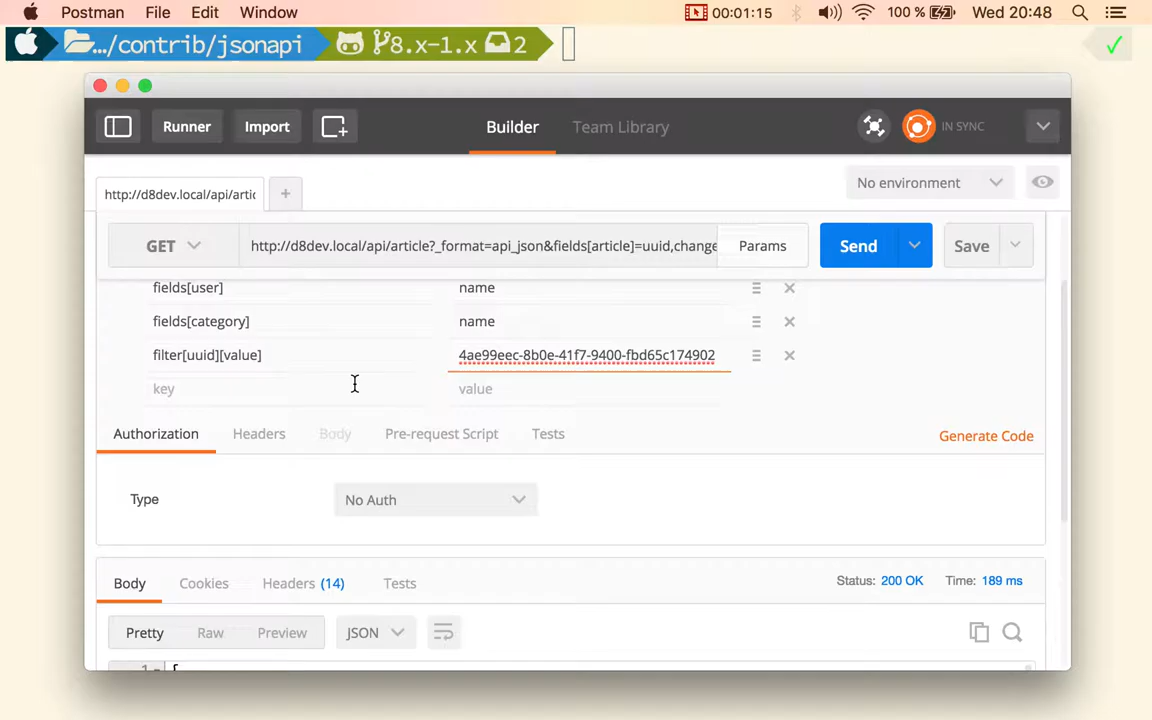 Postman File Edit Window 00:01:15 100 % Wed 20:48
.../contrib/jsonapi 8.x-1.x 2 ✓
Runner Import Builder Team Library IN SYNC
http://d8dev.local/api/artic + No environment
GET http://d8dev.local/api/article?_format=api_json&fields[article]=uuid,change Params Send Save
fields[user] name
fields[category] name
filter[uuid][value] 4ae99eec-8b0e-41f7-9400-fbd65c174902
key value
Authorization Headers Body Pre-request Script Tests Generate Code
Type No Auth
Body Cookies Headers (14) Tests Status: 200 OK Time: 189 ms
Pretty Raw Preview JSON
1 {